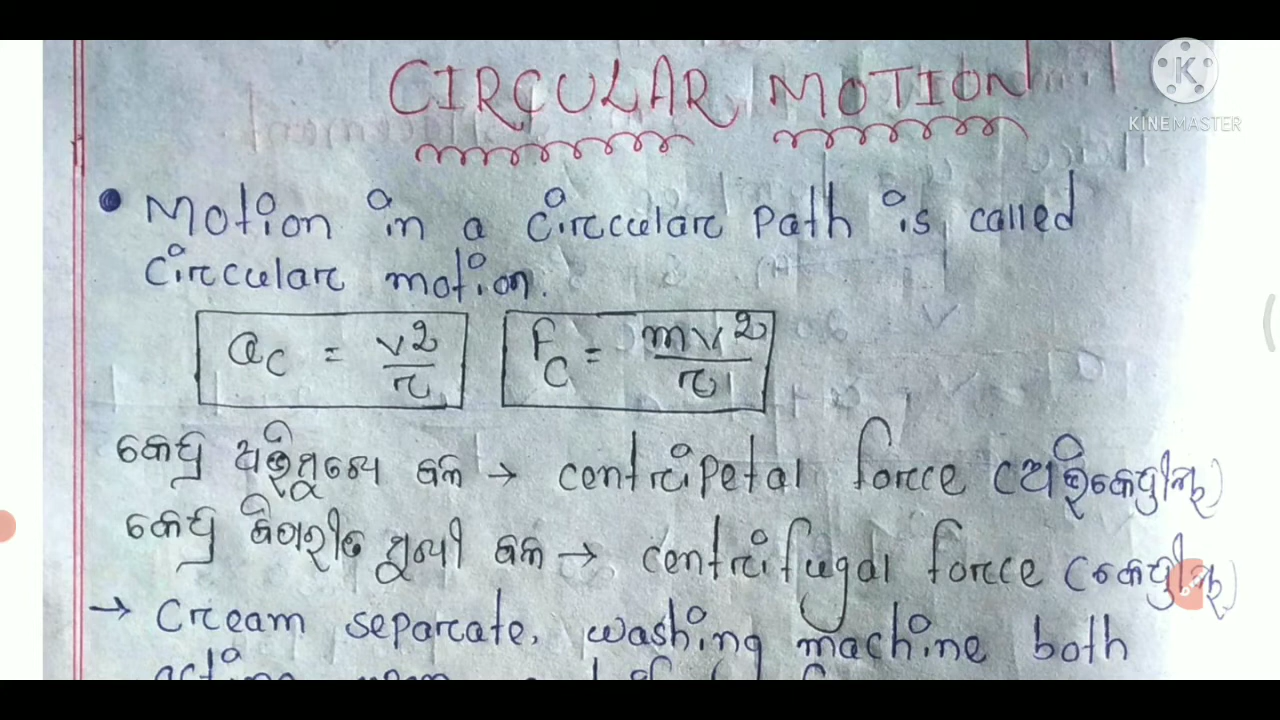 CIRCULAR MOTION
KINEMASTER
• Motion in a circular path is called
circular motion.
ac = v2/r Fc = mv2/r
କେନ୍ଦ୍ର ଅଭିମୁଖୀ ବଳ → centripetal force (ଅଭିକେନ୍ଦ୍ରୀୟ)
କେନ୍ଦ୍ର ବିପରୀତ ମୁଖୀ ବଳ → centrifugal force
→ Cream separate, washing machine both